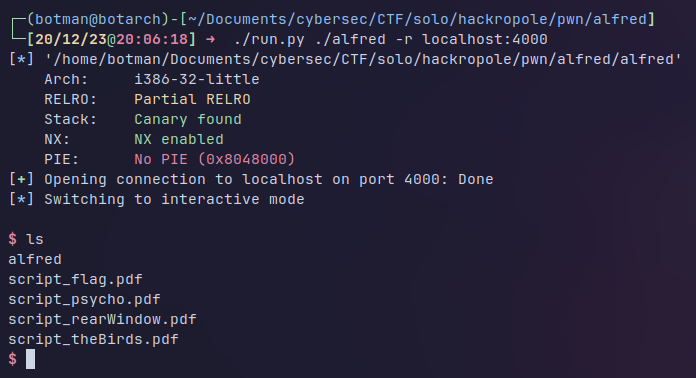 ┌─(botman@botarch)-[~/Documents/cybersec/CTF/solo/hackropole/pwn/alfred]
└─[20/12/23@20:06:18] ➜  ./run.py ./alfred -r localhost:4000
[*] '/home/botman/Documents/cybersec/CTF/solo/hackropole/pwn/alfred/alfred'
    Arch:     i386-32-little
    RELRO:    Partial RELRO
    Stack:    Canary found
    NX:       NX enabled
    PIE:      No PIE (0x8048000)
[+] Opening connection to localhost on port 4000: Done
[*] Switching to interactive mode
$ ls
alfred
script_flag.pdf
script_psycho.pdf
script_rearWindow.pdf
script_theBirds.pdf
$